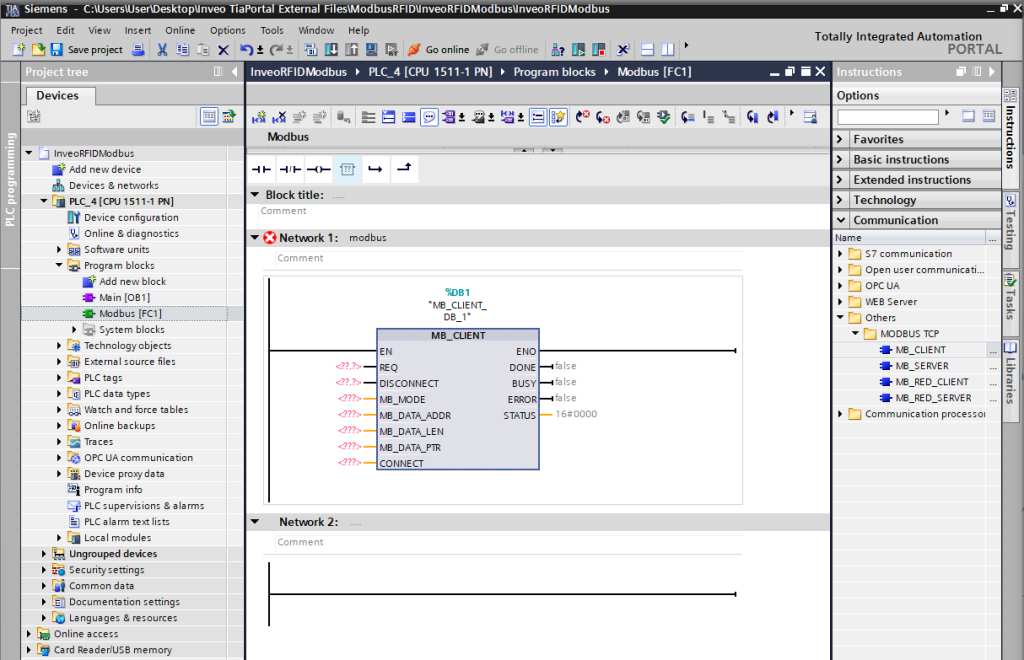 Siemens - C:\Users\User\Desktop\Inveo TiaPortal External Files\ModbusRFID\InveoRFIDModbus\InveoRFIDModbus
Project Edit View Insert Online Options Tools Window Help
Save project
Go online
Go offline
Totally Integrated Automation
PORTAL
PLC programming
Project tree
Devices
InveoRFIDModbus
Add new device
Devices & networks
PLC_4 [CPU 1511-1 PN]
Device configuration
Online & diagnostics
Software units
Program blocks
Add new block
Main [OB1]
Modbus [FC1]
System blocks
Technology objects
External source files
PLC tags
PLC data types
Watch and force tables
Online backups
Traces
OPC UA communication
Device proxy data
Program info
PLC supervisions & alarms
PLC alarm text lists
Local modules
Ungrouped devices
Security settings
Common data
Documentation settings
Languages & resources
Online access
Card Reader/USB memory
InveoRFIDModbus PLC_4 [CPU 1511-1 PN] Program blocks Modbus [FC1]
Modbus
??
Block title: .....
Comment
Network 1: modbus
Comment
%DB1
"MB_CLIENT_
DB_1"
MB_CLIENT
EN ENO
<??.?> REQ DONE false
<??.?> DISCONNECT BUSY false
<???> MB_MODE ERROR false
<???> MB_DATA_ADDR STATUS 16#0000
<???> MB_DATA_LEN
<???> MB_DATA_PTR
<???> CONNECT
Network 2: .....
Comment
Instructions
Options
Favorites
Basic instructions
Extended instructions
Technology
Communication
Name ...
S7 communication
Open user communicati...
OPC UA
WEB Server
Others
MODBUS TCP
MB_CLIENT ...
MB_SERVER ...
MB_RED_CLIENT ...
MB_RED_SERVER ...
Communication processor
Instructions
Testing
Tasks
Libraries